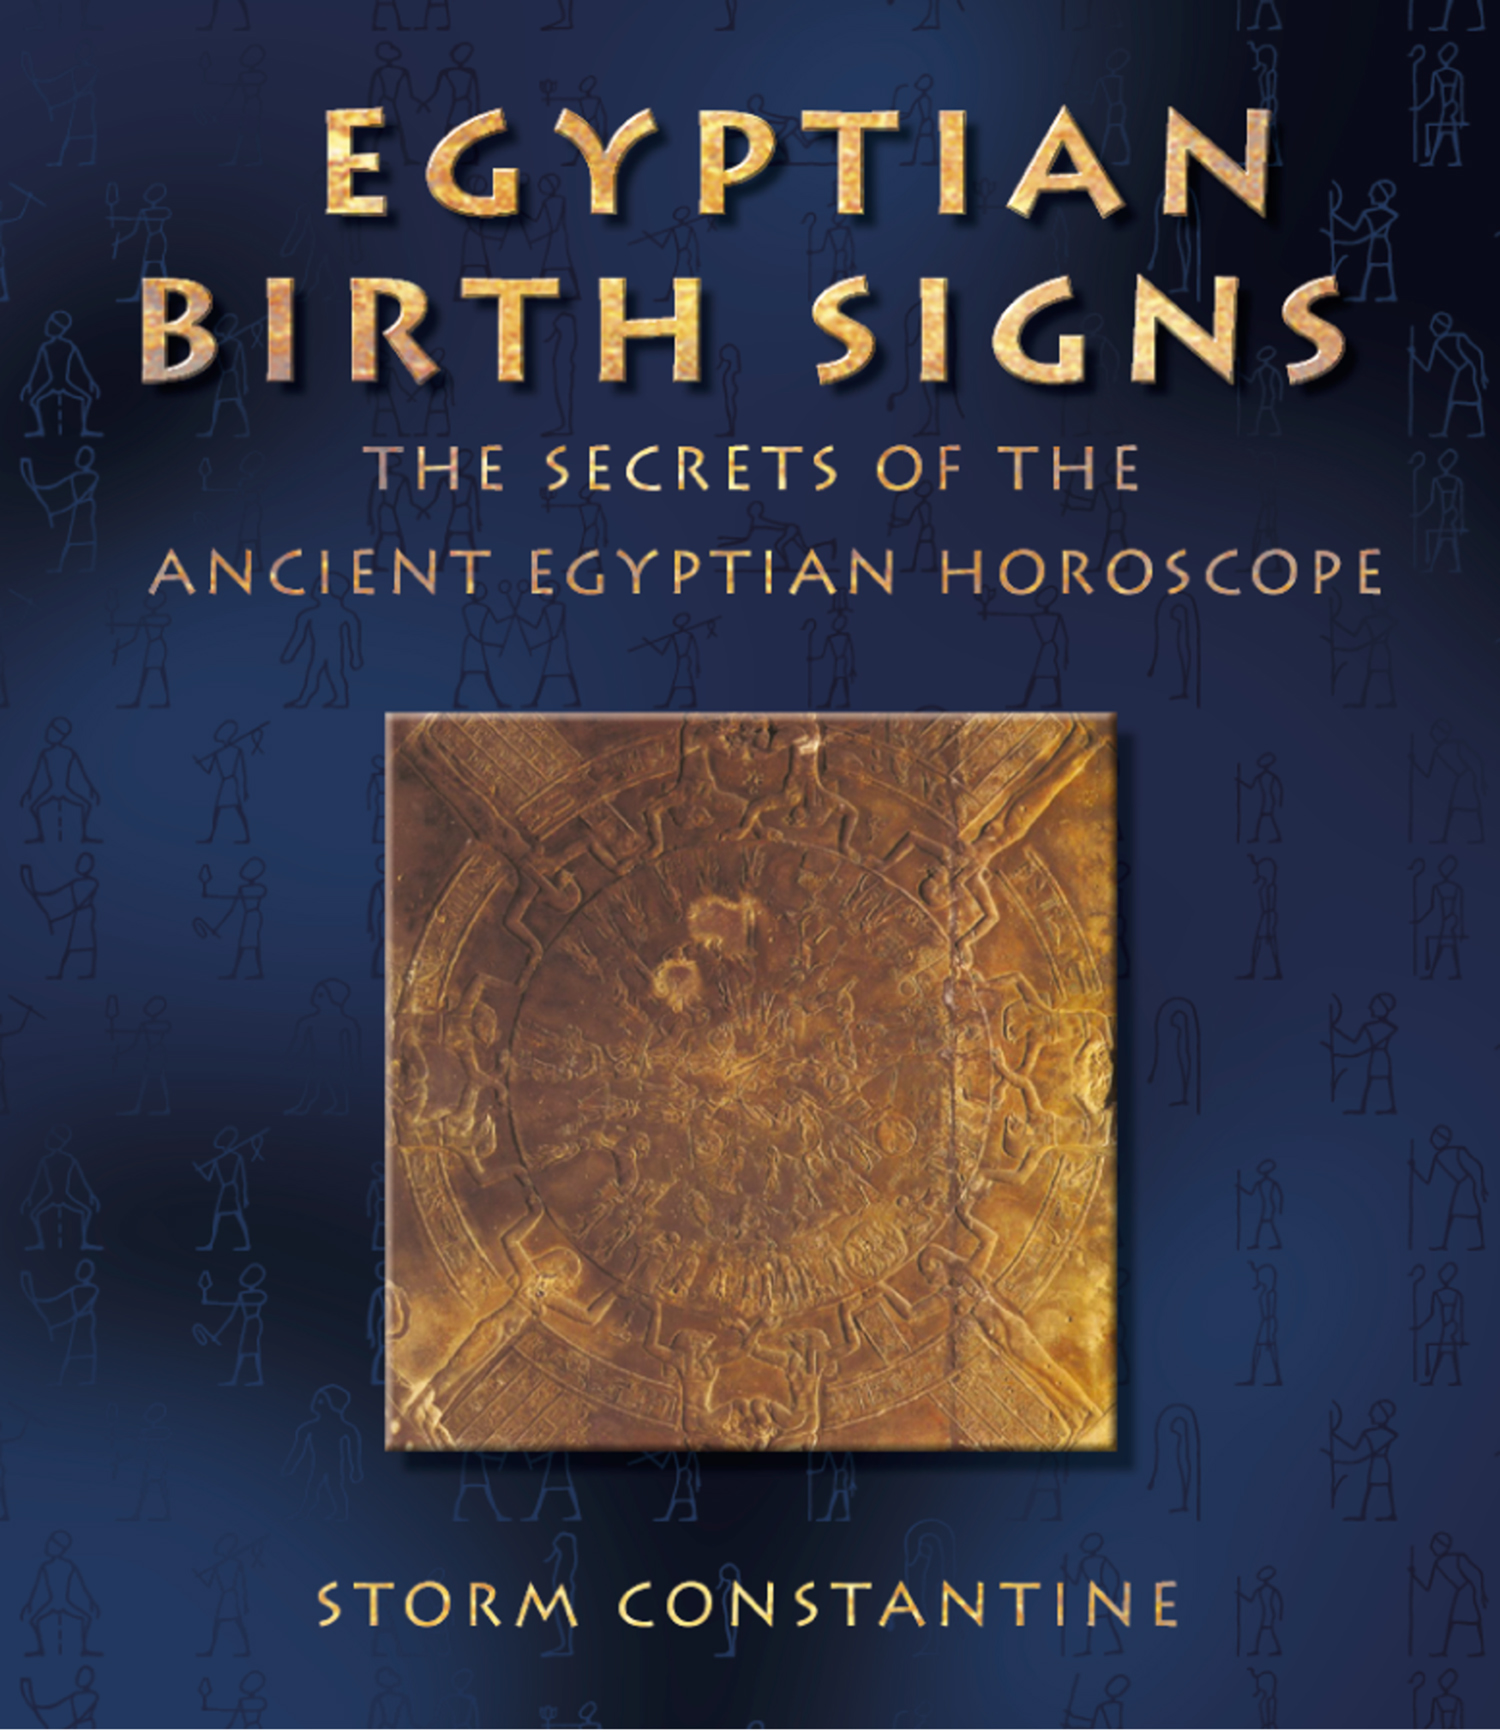 EGYPTIAN
BIRTH SIGNS
THE SECRETS OF THE
ANCIENT EGYPTIAN HOROSCOPE
STORM CONSTANTINE